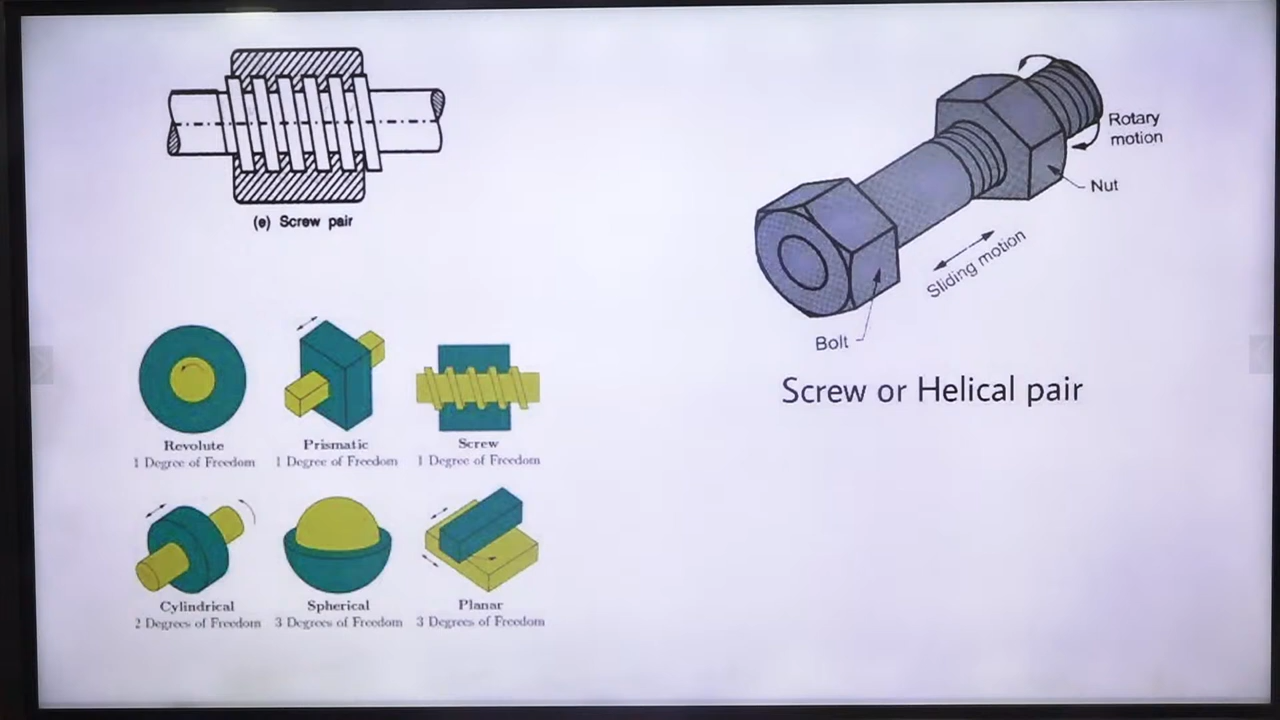 (e) Screw pair
Rotary
motion
Nut
Sliding motion
Bolt
Screw or Helical pair
Revolute
1 Degree of Freedom
Prismatic
1 Degree of Freedom
Screw
1 Degree of Freedom
Cylindrical
2 Degrees of Freedom
Spherical
3 Degrees of Freedom
Planar
3 Degrees of Freedom